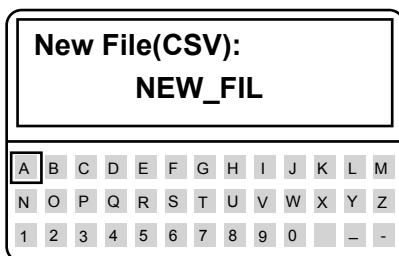 New File(CSV):
NEW_FIL
A B C D E F G H I J K L M
N O P Q R S T U V W X Y Z
1 2 3 4 5 6 7 8 9 0 _ -